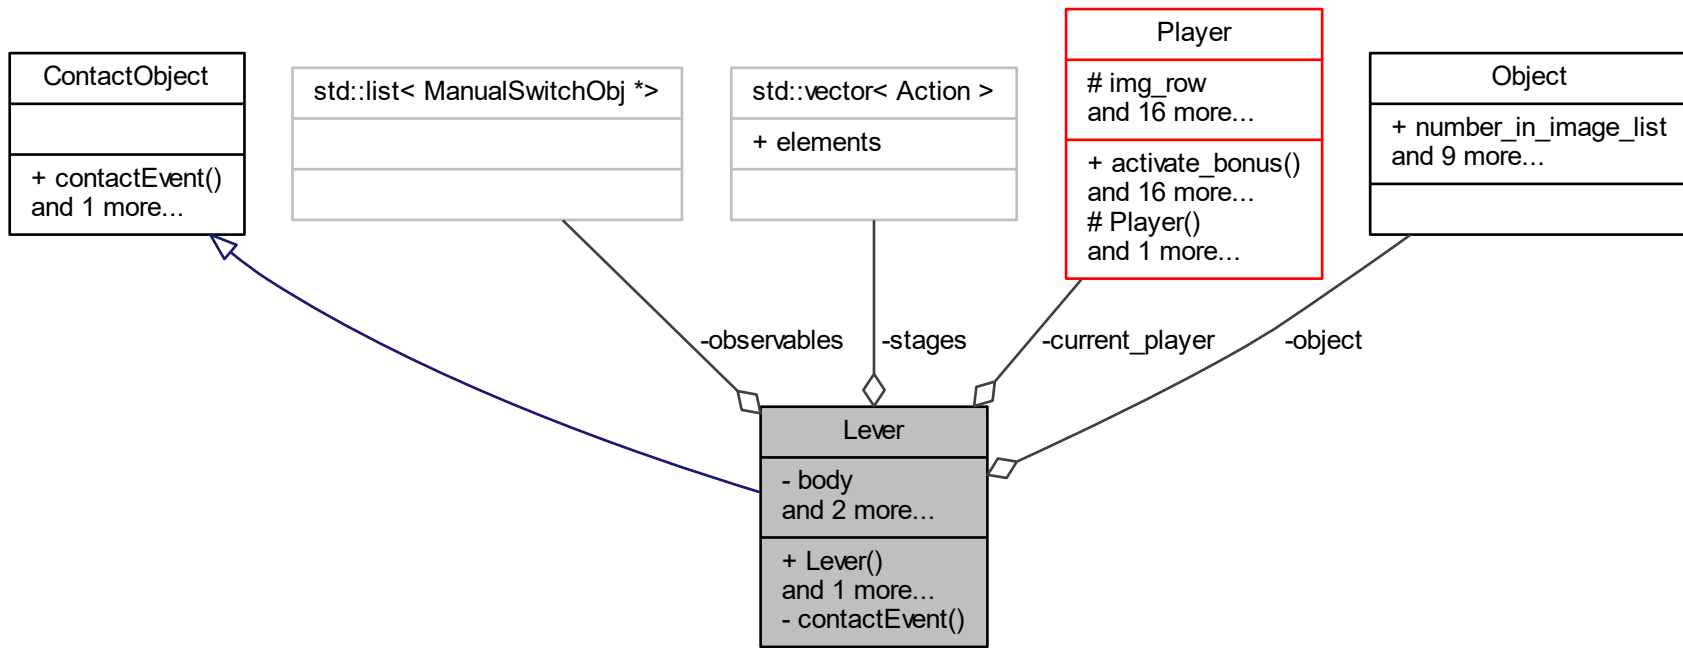 ContactObject
+ contactEvent()
and 1 more...
std::list< ManualSwitchObj *>
std::vector< Action >
+ elements
Player
# img_row
and 16 more...
+ activate_bonus()
and 16 more...
# Player()
and 1 more...
Object
+ number_in_image_list
and 9 more...
-observables
-stages
-current_player
-object
Lever
- body
and 2 more...
+ Lever()
and 1 more...
- contactEvent()